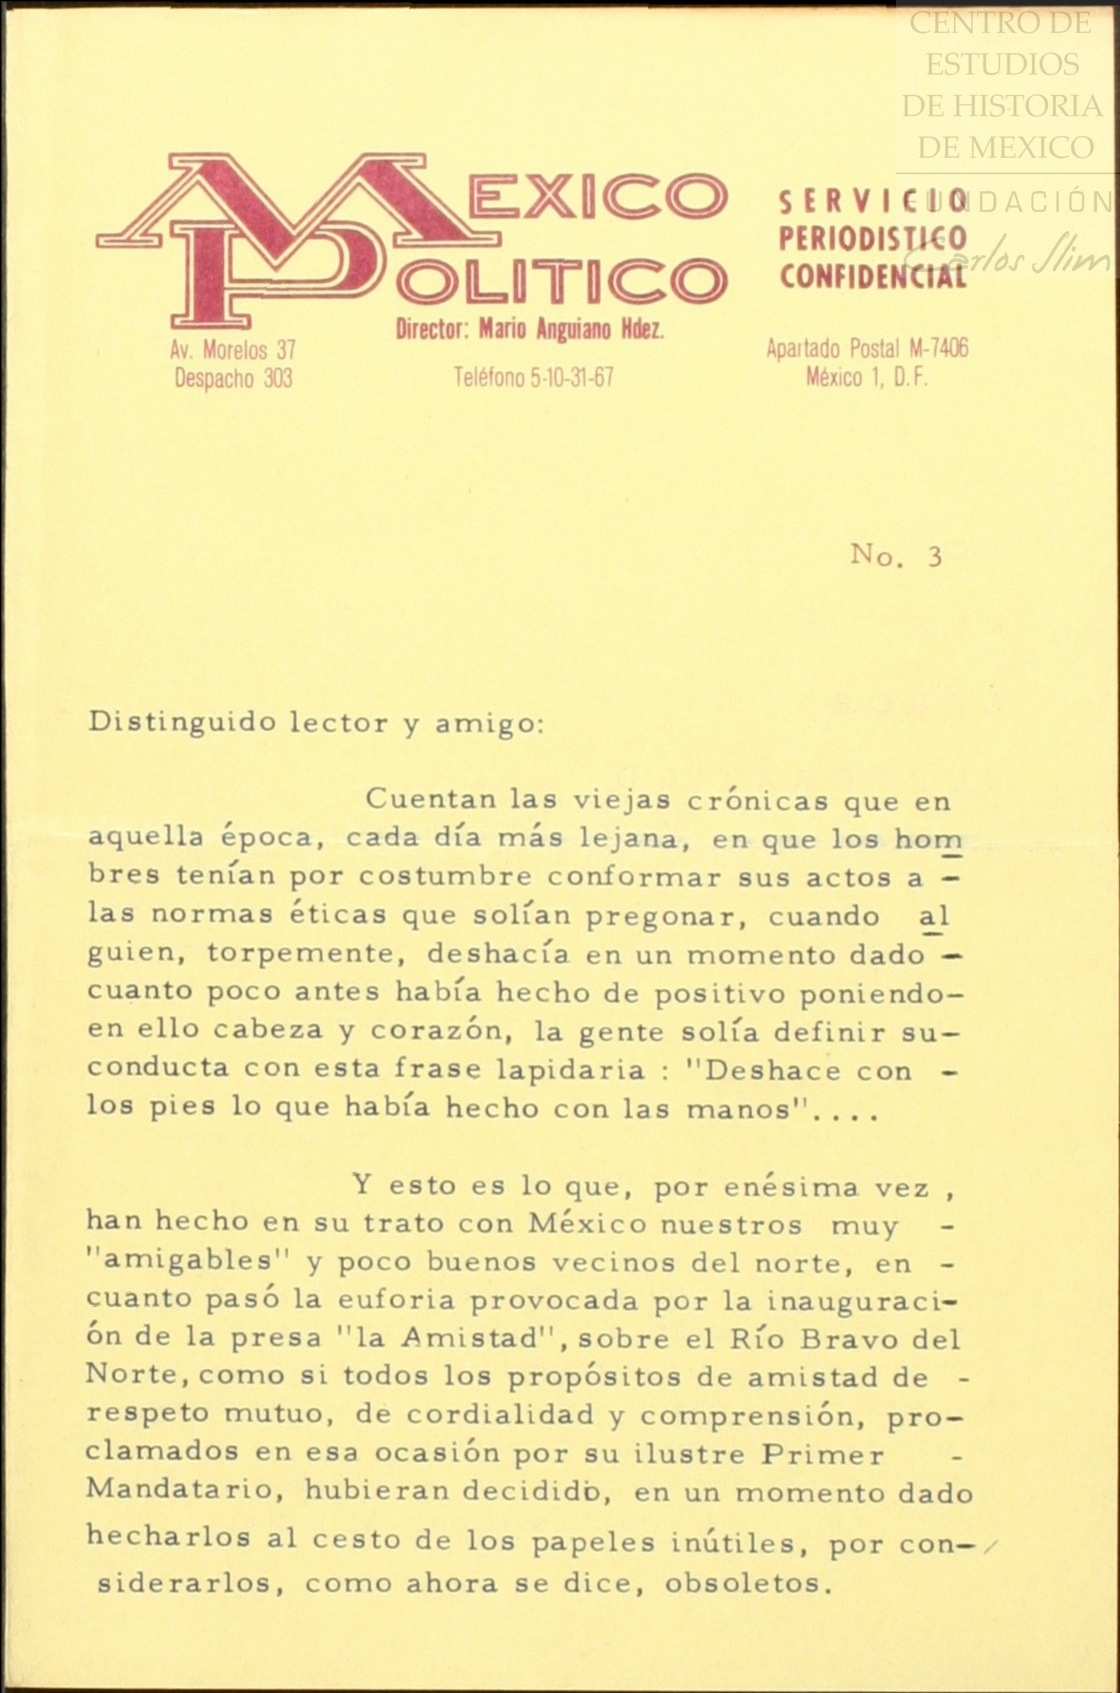 CENTRO DE
ESTUDIOS
DE HISTORIA
DE MEXICO
FUNDACIÓN
Carlos Slim
MEXICO
POLITICO
SERVICIO
PERIODISTICO
CONFIDENCIAL
Director: Mario Anguiano Hdez.
Av. Morelos 37
Despacho 303
Teléfono 5-10-31-67
Apartado Postal M-7406
México 1, D.F.
No. 3
Distinguido lector y amigo:
Cuentan las viejas crónicas que en
aquella época, cada día más lejana, en que los hom
bres tenían por costumbre conformar sus actos a -
las normas éticas que solían pregonar, cuando al
guien, torpemente, deshacía en un momento dado -
cuanto poco antes había hecho de positivo poniendo-
en ello cabeza y corazón, la gente solía definir su-
conducta con esta frase lapidaria : "Deshace con -
los pies lo que había hecho con las manos"....
Y esto es lo que, por enésima vez ,
han hecho en su trato con México nuestros muy -
"amigables" y poco buenos vecinos del norte, en -
cuanto pasó la euforia provocada por la inauguraci-
ón de la presa "la Amistad", sobre el Río Bravo del
Norte, como si todos los propósitos de amistad de -
respeto mutuo, de cordialidad y comprensión, pro-
clamados en esa ocasión por su ilustre Primer -
Mandatario, hubieran decidido, en un momento dado
hecharlos al cesto de los papeles inútiles, por con-/
siderarlos, como ahora se dice, obsoletos.